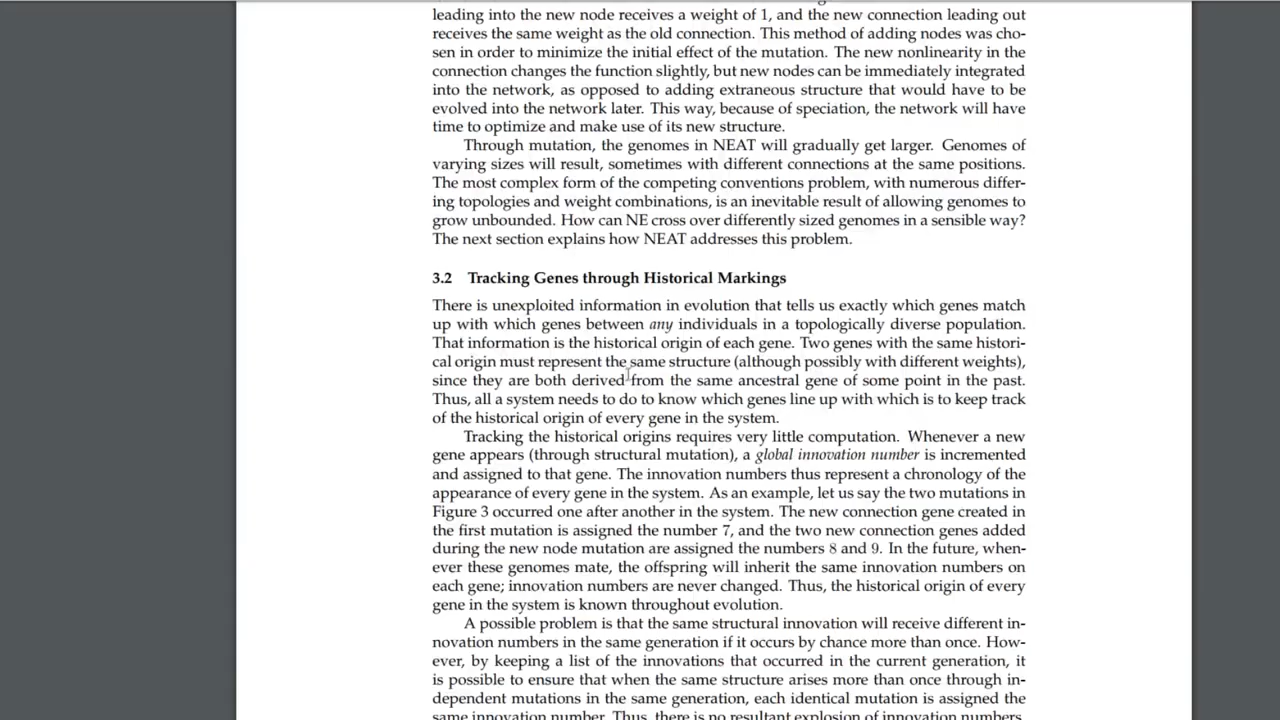 leading into the new node receives a weight of 1, and the new connection leading out
receives the same weight as the old connection. This method of adding nodes was cho-
sen in order to minimize the initial effect of the mutation. The new nonlinearity in the
connection changes the function slightly, but new nodes can be immediately integrated
into the network, as opposed to adding extraneous structure that would have to be
evolved into the network later. This way, because of speciation, the network will have
time to optimize and make use of its new structure.
Through mutation, the genomes in NEAT will gradually get larger. Genomes of
varying sizes will result, sometimes with different connections at the same positions.
The most complex form of the competing conventions problem, with numerous differ-
ing topologies and weight combinations, is an inevitable result of allowing genomes to
grow unbounded. How can NE cross over differently sized genomes in a sensible way?
The next section explains how NEAT addresses this problem.
3.2 Tracking Genes through Historical Markings
There is unexploited information in evolution that tells us exactly which genes match
up with which genes between any individuals in a topologically diverse population.
That information is the historical origin of each gene. Two genes with the same histori-
cal origin must represent the same structure (although possibly with different weights),
since they are both derived from the same ancestral gene of some point in the past.
Thus, all a system needs to do to know which genes line up with which is to keep track
of the historical origin of every gene in the system.
Tracking the historical origins requires very little computation. Whenever a new
gene appears (through structural mutation), a global innovation number is incremented
and assigned to that gene. The innovation numbers thus represent a chronology of the
appearance of every gene in the system. As an example, let us say the two mutations in
Figure 3 occurred one after another in the system. The new connection gene created in
the first mutation is assigned the number 7, and the two new connection genes added
during the new node mutation are assigned the numbers 8 and 9. In the future, when-
ever these genomes mate, the offspring will inherit the same innovation numbers on
each gene; innovation numbers are never changed. Thus, the historical origin of every
gene in the system is known throughout evolution.
A possible problem is that the same structural innovation will receive different in-
novation numbers in the same generation if it occurs by chance more than once. How-
ever, by keeping a list of the innovations that occurred in the current generation, it
is possible to ensure that when the same structure arises more than once through in-
dependent mutations in the same generation, each identical mutation is assigned the
same innovation number. Thus, there is no resultant explosion of innovation numbers.